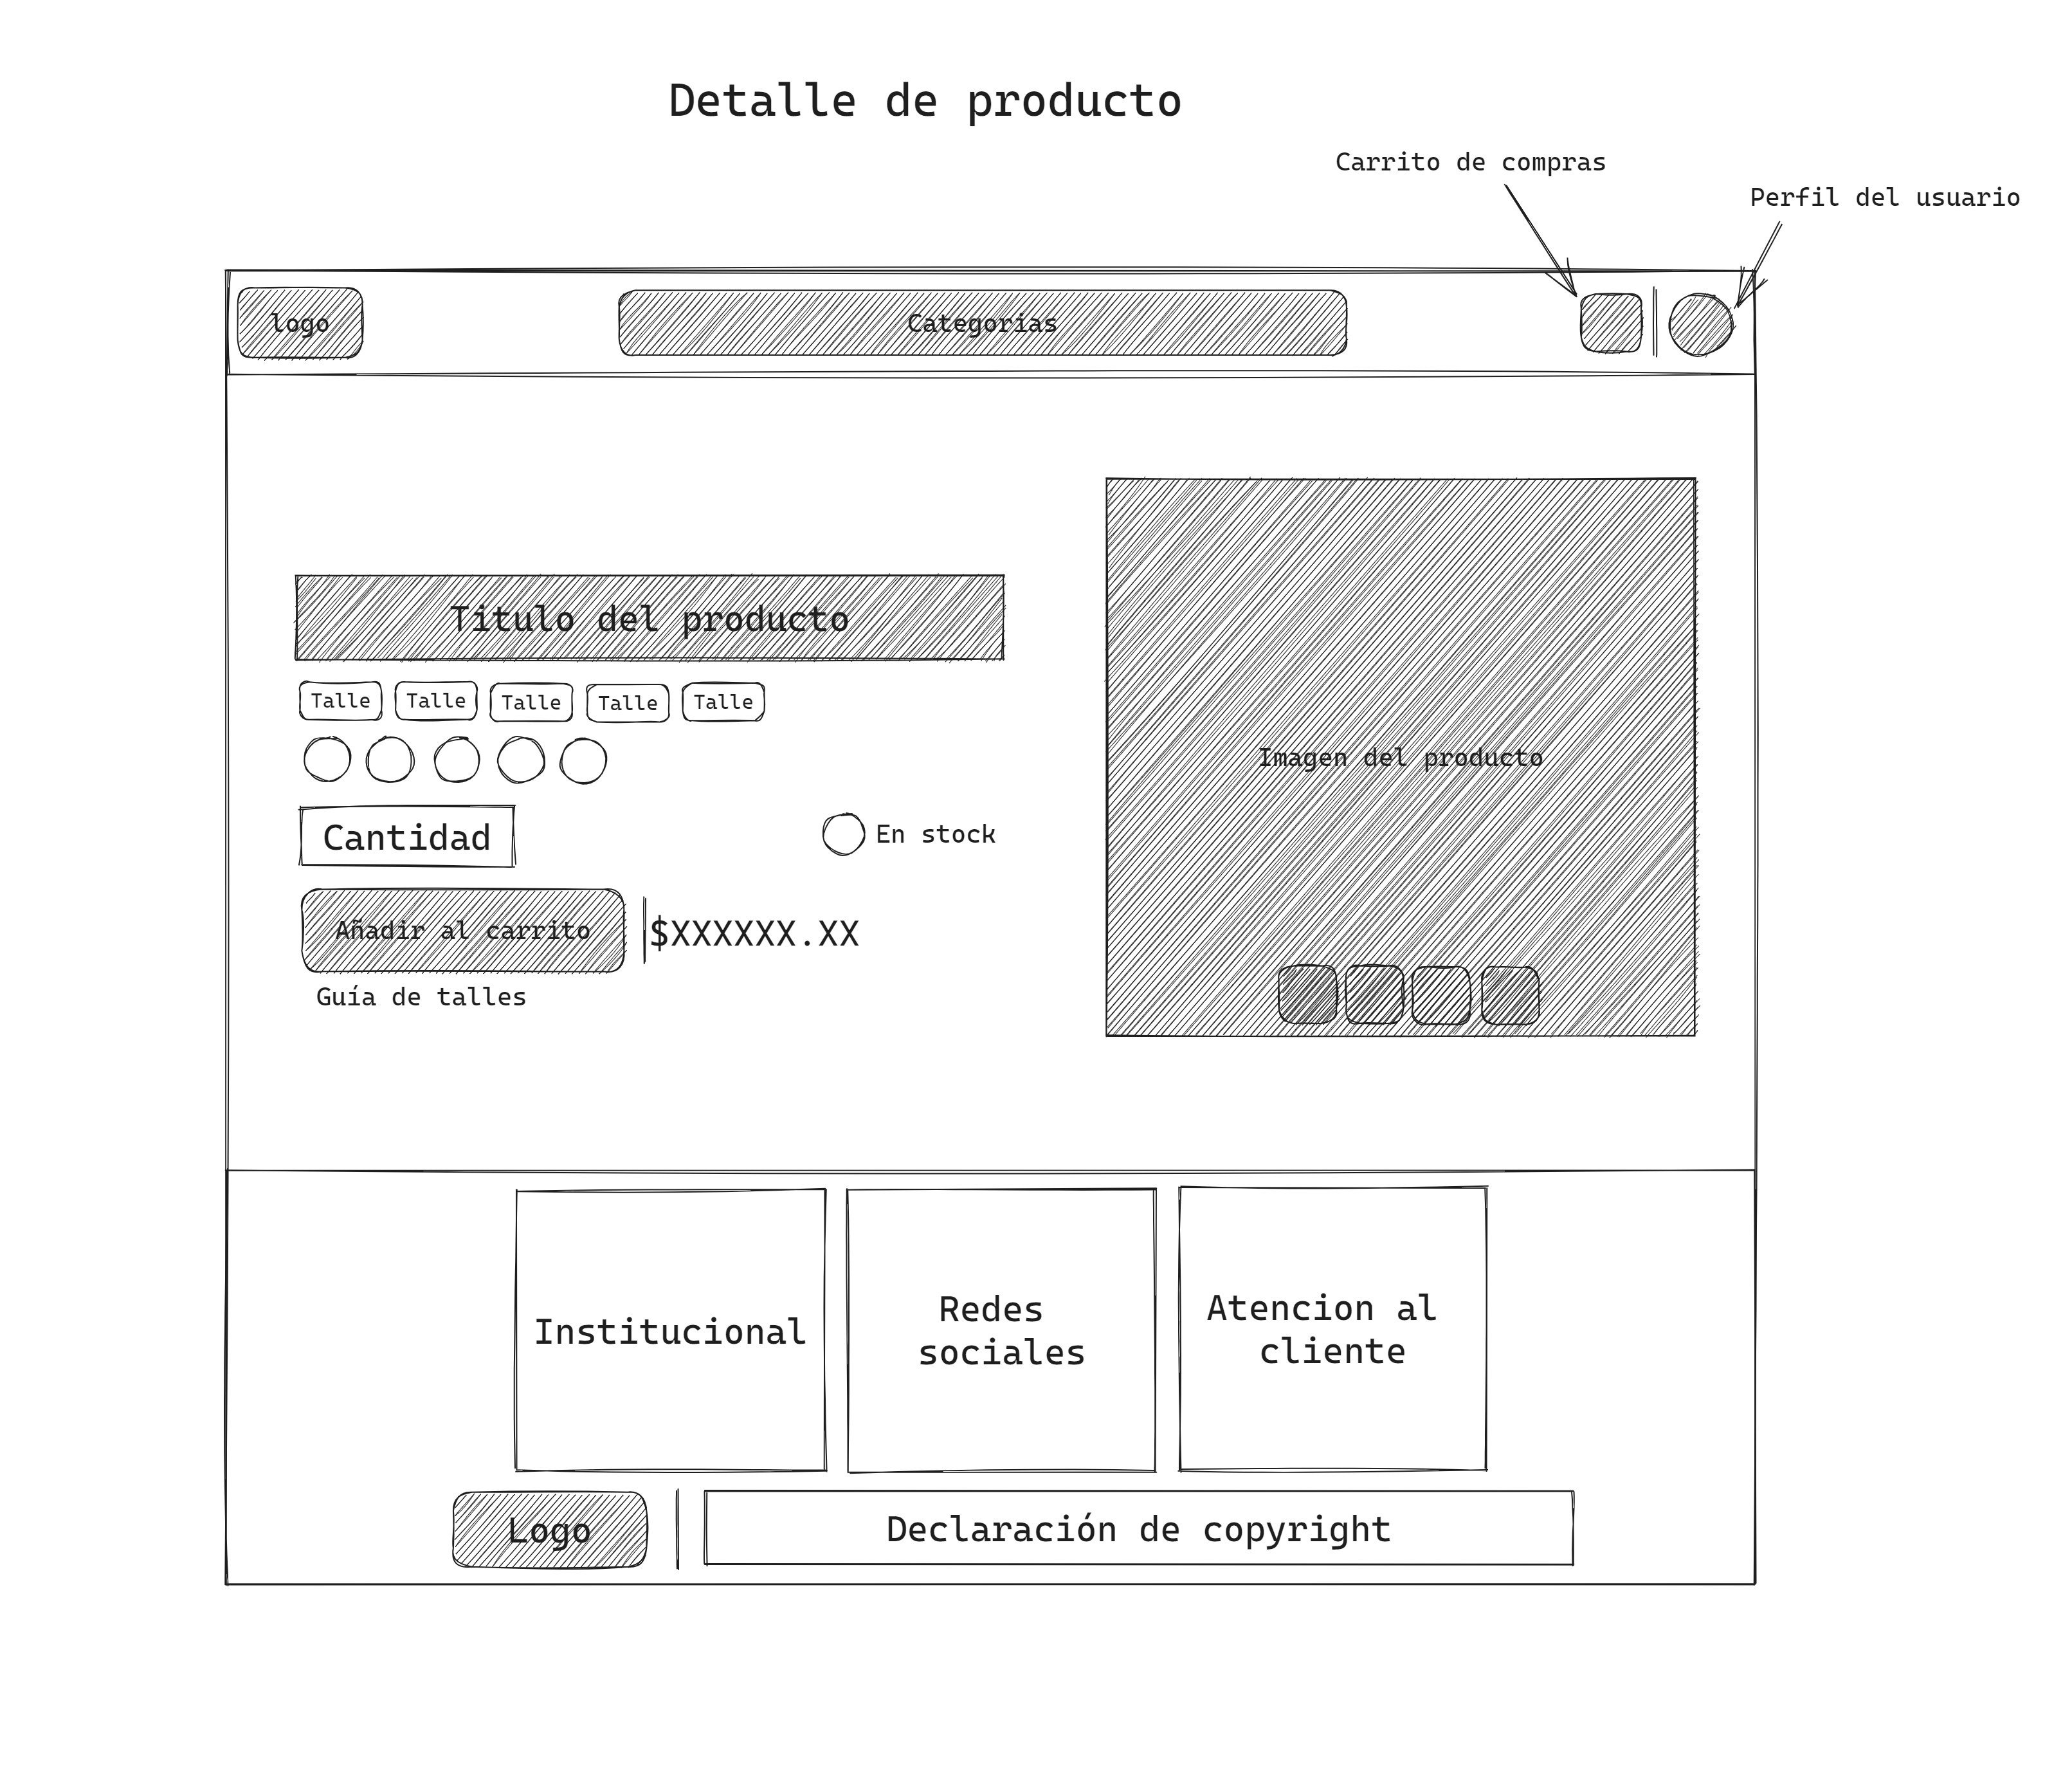 Detalle de producto
Carrito de compras
Perfil del usuario
logo
Categorias
Titulo del producto
Talle Talle Talle Talle Talle
Imagen del producto
Cantidad
En stock
Añadir al carrito
$XXXXXX.XX
Guía de talles
Institucional
Redes
sociales
Atencion al
cliente
Logo
Declaración de copyright